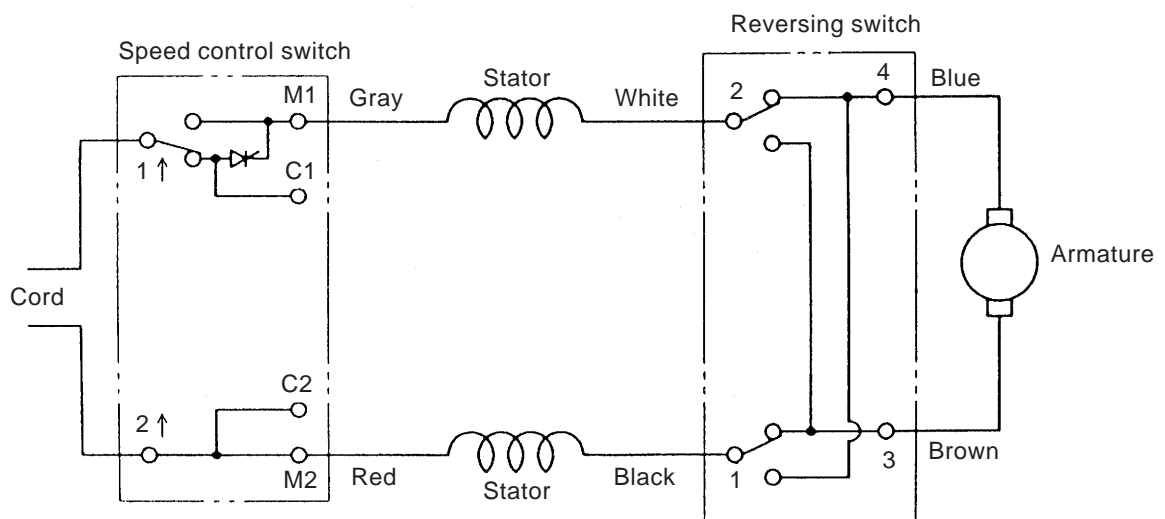 Reversing switch
Speed control switch
Stator
M1
Gray
White
2
4
Blue
1 ↑
C1
Armature
Cord
C2
2 ↑
M2
Red
Stator
Black
1
3
Brown